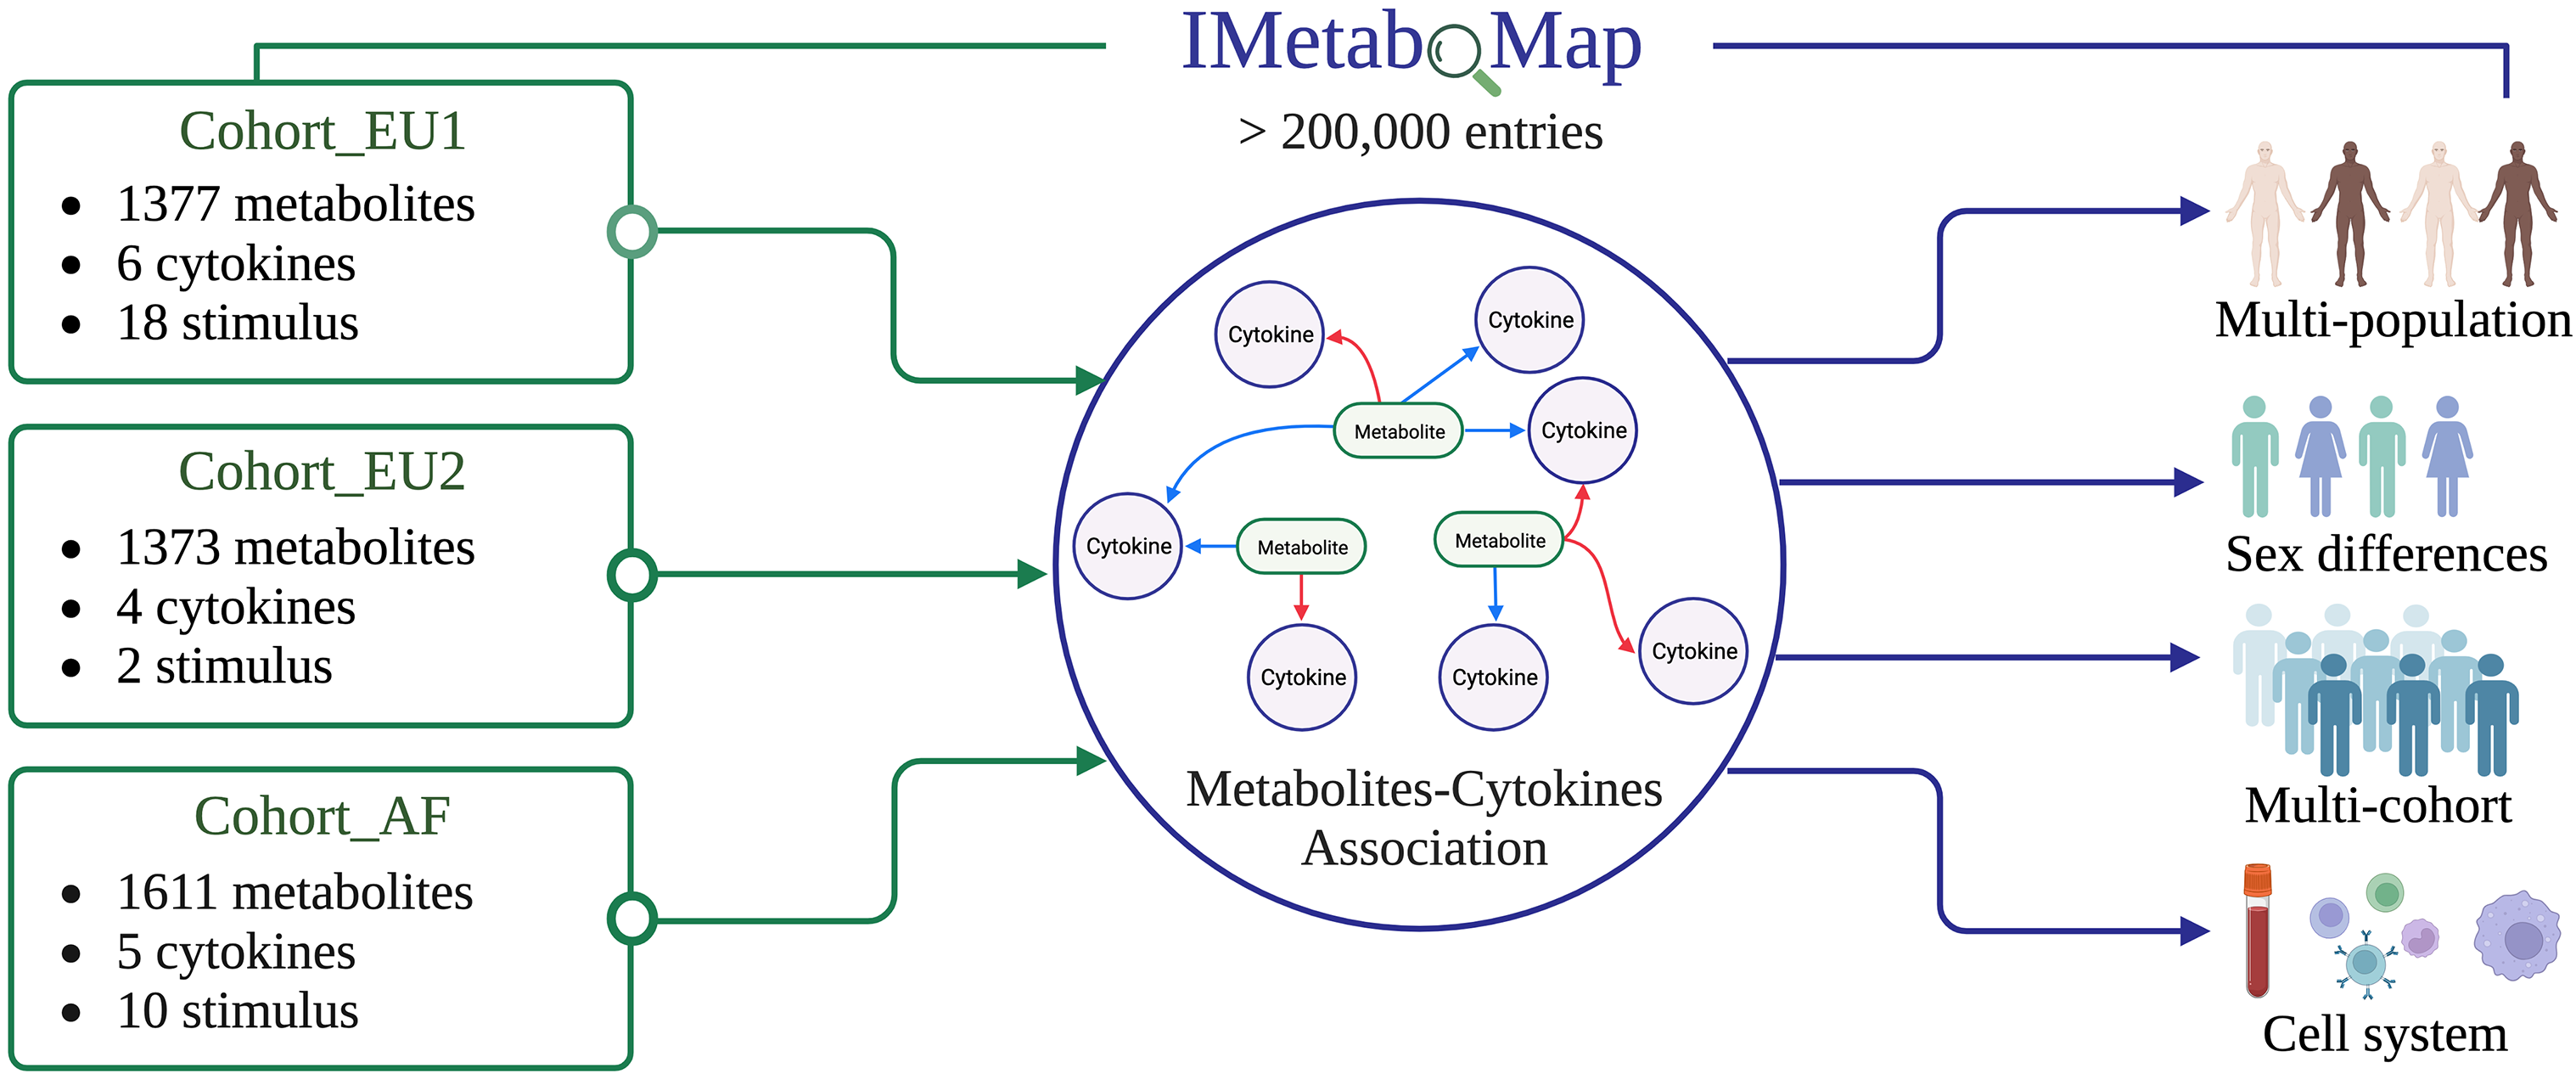 IMetab Map
> 200,000 entries
Cohort_EU1
• 1377 metabolites
• 6 cytokines
• 18 stimulus
Cohort_EU2
• 1373 metabolites
• 4 cytokines
• 2 stimulus
Cohort_AF
• 1611 metabolites
• 5 cytokines
• 10 stimulus
Cytokine
Cytokine
Metabolite
Cytokine
Cytokine
Metabolite
Metabolite
Cytokine
Cytokine
Cytokine
Metabolites-Cytokines
Association
Multi-population
Sex differences
Multi-cohort
Cell system